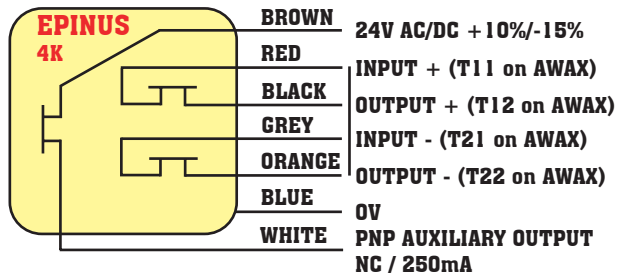 EPINUS
4K
BROWN
24V AC/DC +10%/-15%
RED
INPUT + (T11 on AWAX)
BLACK
OUTPUT + (T12 on AWAX)
GREY
INPUT - (T21 on AWAX)
ORANGE
OUTPUT - (T22 on AWAX)
BLUE
0V
WHITE
PNP AUXILIARY OUTPUT
NC / 250mA